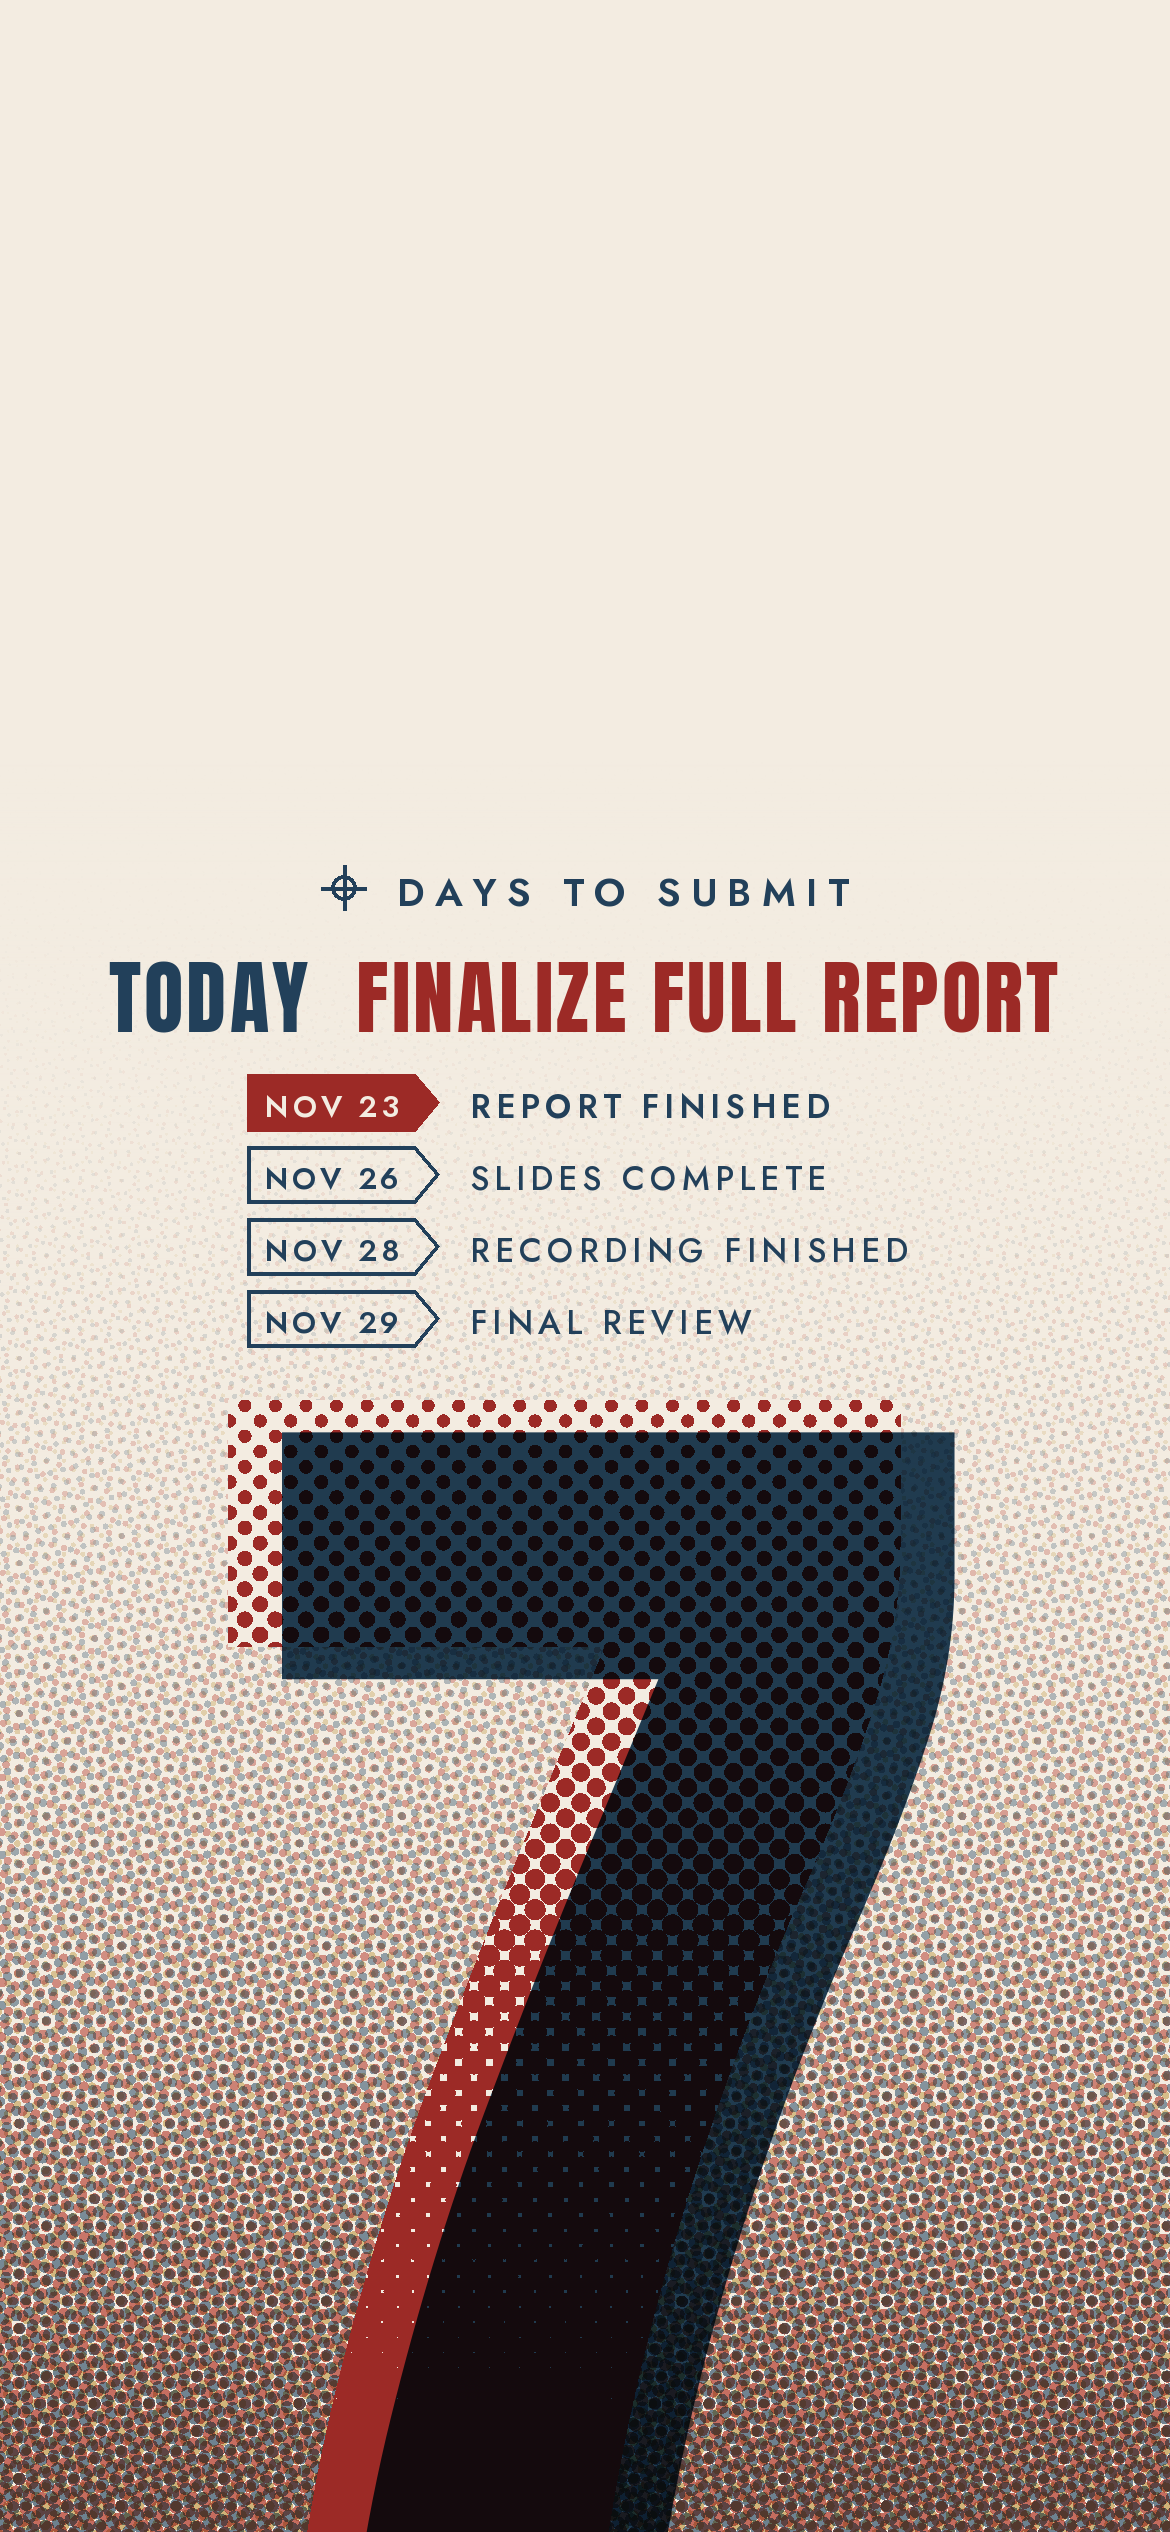 DAYS TO SUBMIT
TODAY FINALIZE FULL REPORT
NOV 23 REPORT FINISHED
NOV 26 SLIDES COMPLETE
NOV 28 RECORDING FINISHED
NOV 29 FINAL REVIEW
7